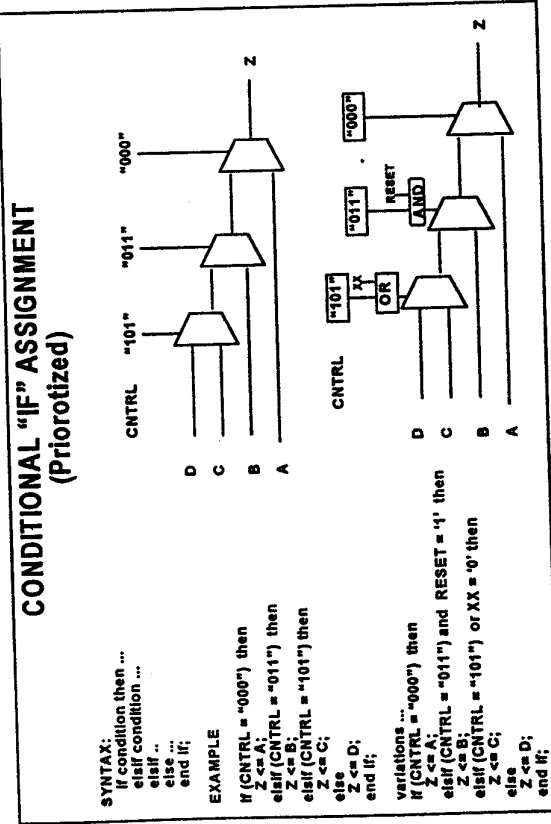 CONDITIONAL "IF" ASSIGNMENT
(Priorotized)
SYNTAX:
If condition then ...
elsif condition ...
elsif ..
else ...
end if;
EXAMPLE
If (CNTRL = "000") then
Z <= A;
elsif (CNTRL = "011") then
Z <= B;
elsif (CNTRL = "101") then
Z <= C;
else
Z <= D;
end if;
CNTRL "101" "011" "000"
D
C
B
A
Z
variations ...
If (CNTRL = "000") then
Z <= A;
elsif (CNTRL = "011") and RESET = '1' then
Z <= B;
elsif (CNTRL = "101") or XX = '0' then
Z <= C;
else
Z <= D;
end if;
CNTRL "101" "011" "000"
XX
OR
RESET
AND
D
C
B
A
Z